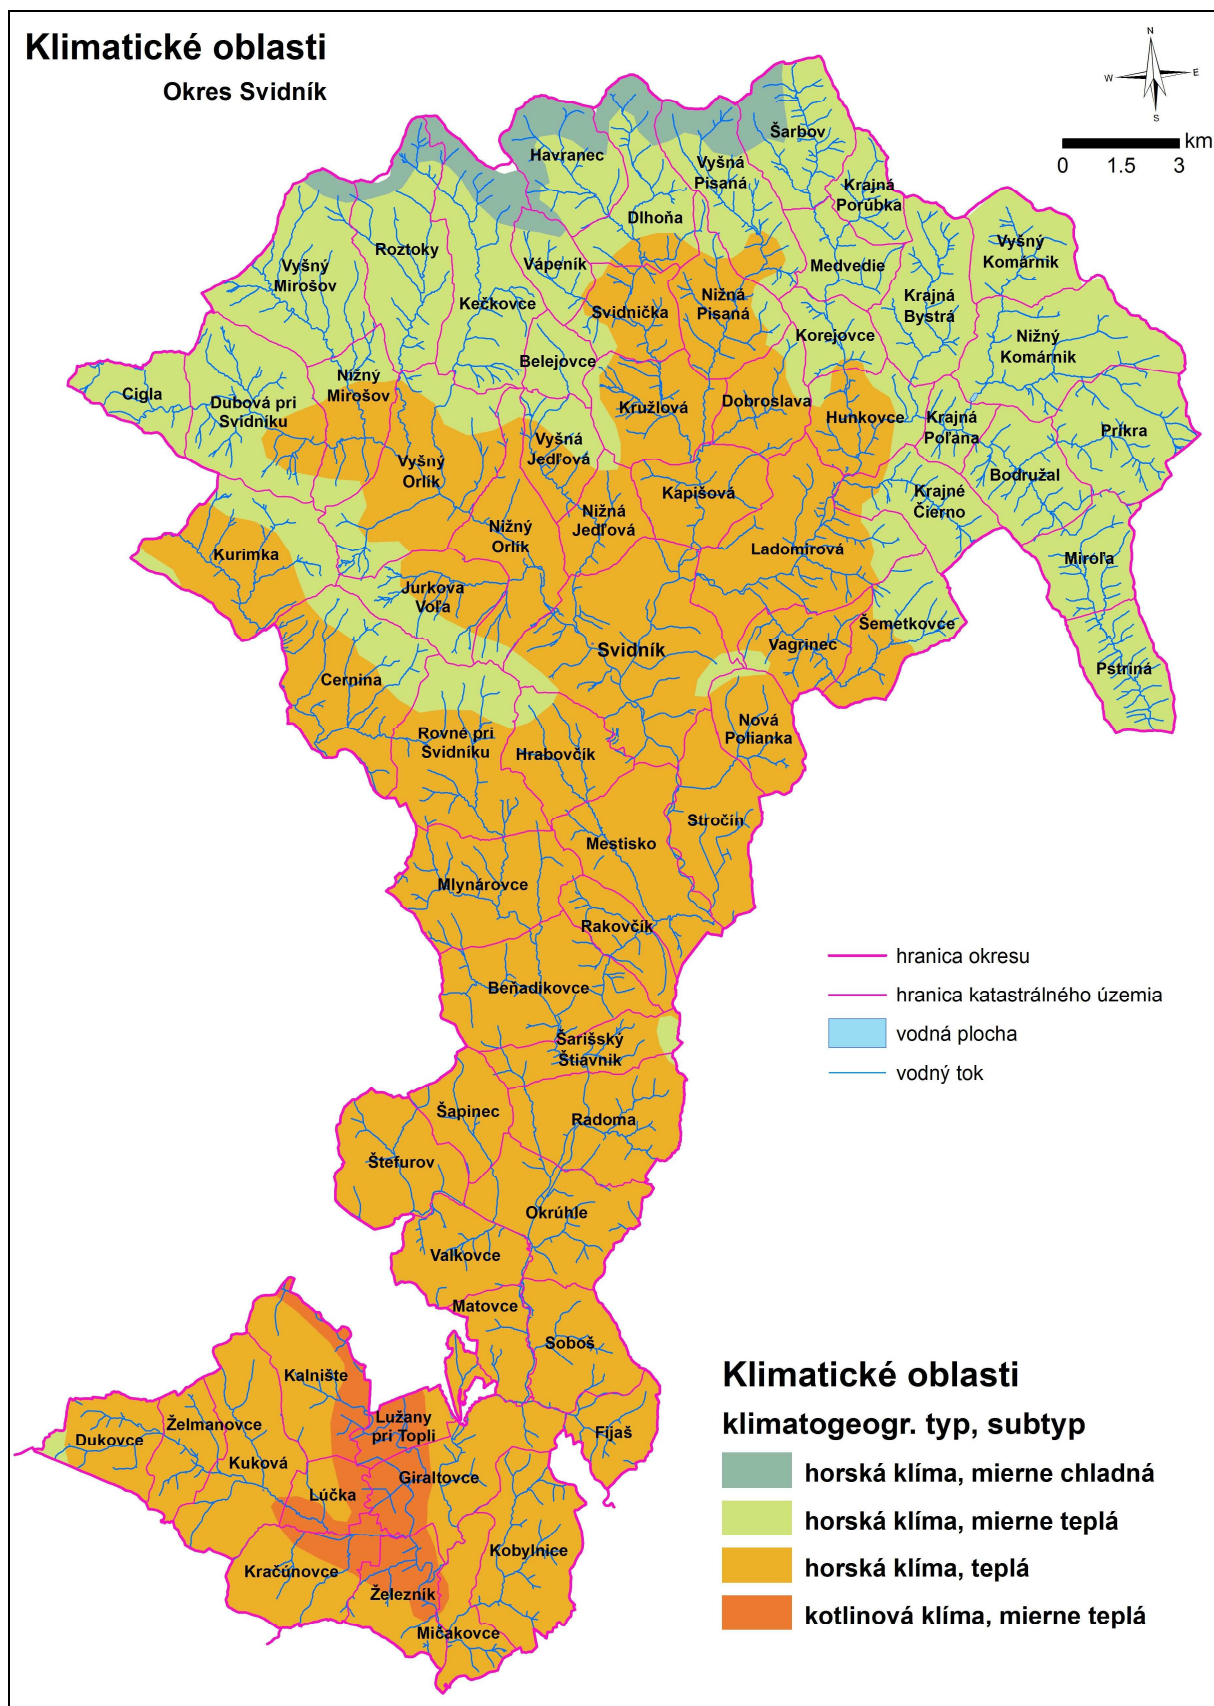 Klimatické oblasti
Okres Svidník
N
W
E
S
km
0 1.5 3
Šarbov
Havranec
Vyšná
Pisaná
Krajná
Porubka
Dlhoňa
Roztoky
Vyšný
Mirošov
Vápeník
Medvedie
Vyšný
Komárnik
Kečkovce
Svidnička
Nižná
Pisaná
Krajná
Bystrá
Korejovce
Nižný
Komárnik
Belejovce
Cigla
Nižný
Mirošov
Dubová pri
Svidníku
Kružlová
Dobroslava
Hunkovce
Krajná
Poľana
Príkra
Vyšná
Jedľová
Vyšný
Orlík
Bodružal
Kapišová
Krajné
Čierno
Nižný
Orlík
Nižná
Jedľová
Kurimka
Ladomirová
Miroľa
Jurkova
Voľa
Šemetkovce
Svidník
Vagrinec
Pstriná
Cernina
Rovné pri
Svidníku
Nová
Polianka
Hrabovčík
Stročín
Mestisko
Mlynárovce
Rakovčík
Beňadikovce
Šarišský
Štiavnik
Šapinec
Radoma
Štefurov
Okrúhle
Valkovce
Matovce
Soboš
Kalnište
Lužany
pri Topli
Fijaš
Dukovce
Želmanovce
Kuková
Giraltovce
Lúčka
Kobylnice
Kračúnovce
Železník
Mičakovce
hranica okresu
hranica katastrálného územia
vodná plocha
vodný tok
Klimatické oblasti
klimatogeogr. typ, subtyp
horská klíma, mierne chladná
horská klíma, mierne teplá
horská klíma, teplá
kotlinová klíma, mierne teplá